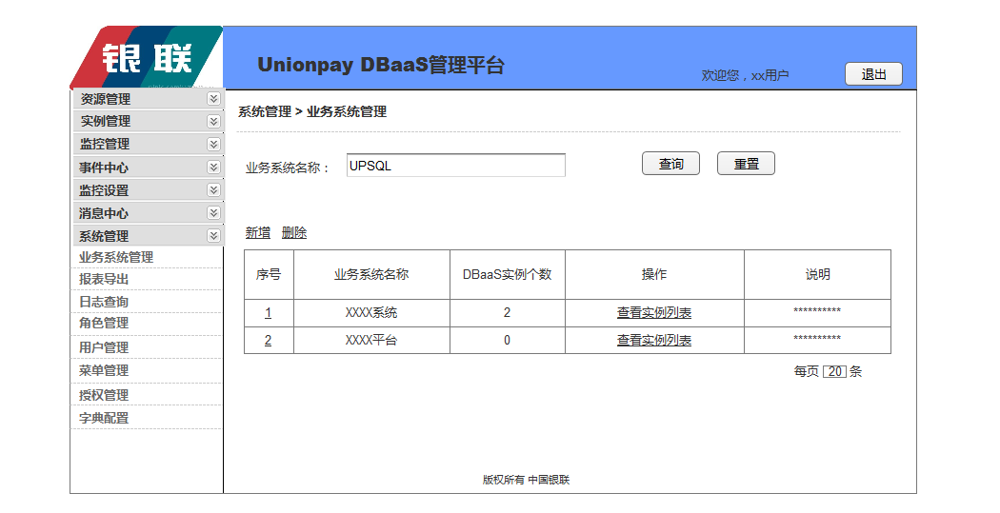 银联
Unionpay DBaaS管理平台
欢迎您，xx用户
退出
资源管理
实例管理
监控管理
事件中心
监控设置
消息中心
系统管理
业务系统管理
报表导出
日志查询
角色管理
用户管理
菜单管理
授权管理
字典配置
系统管理 > 业务系统管理
业务系统名称： UPSQL 查询 重置
新增 删除
序号 业务系统名称 DBaaS实例个数 操作 说明
1 XXXX系统 2 查看实例列表 **********
2 XXXX平台 0 查看实例列表 **********
每页 20 条
版权所有 中国银联